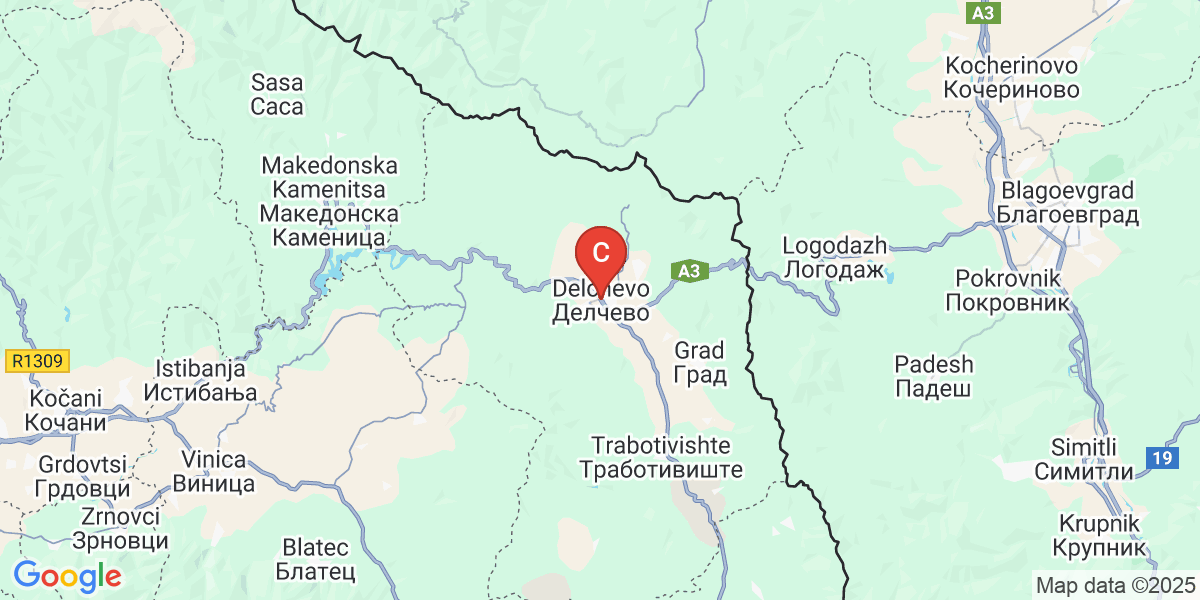 A3
Kocherinovo
Кочериново
Sasa
Саса
Makedonska
Kamenitsa
Македонска
Каменица
Blagoevgrad
Благоевград
C
Logodazh
Логодаж
A3
Pokrovnik
Покровник
Delchevo
Делчево
R1309
Istibanja
Истибања
Grad
Град
Padesh
Падеш
Kočani
Кочани
Trabotivishte
Тработивиште
Simitli
Симитли
19
Grdovtsi
Грдовци
Vinica
Виница
Zrnovci
Зрновци
Krupnik
Крупник
Blatec
Блатец
Google
Map data ©2025